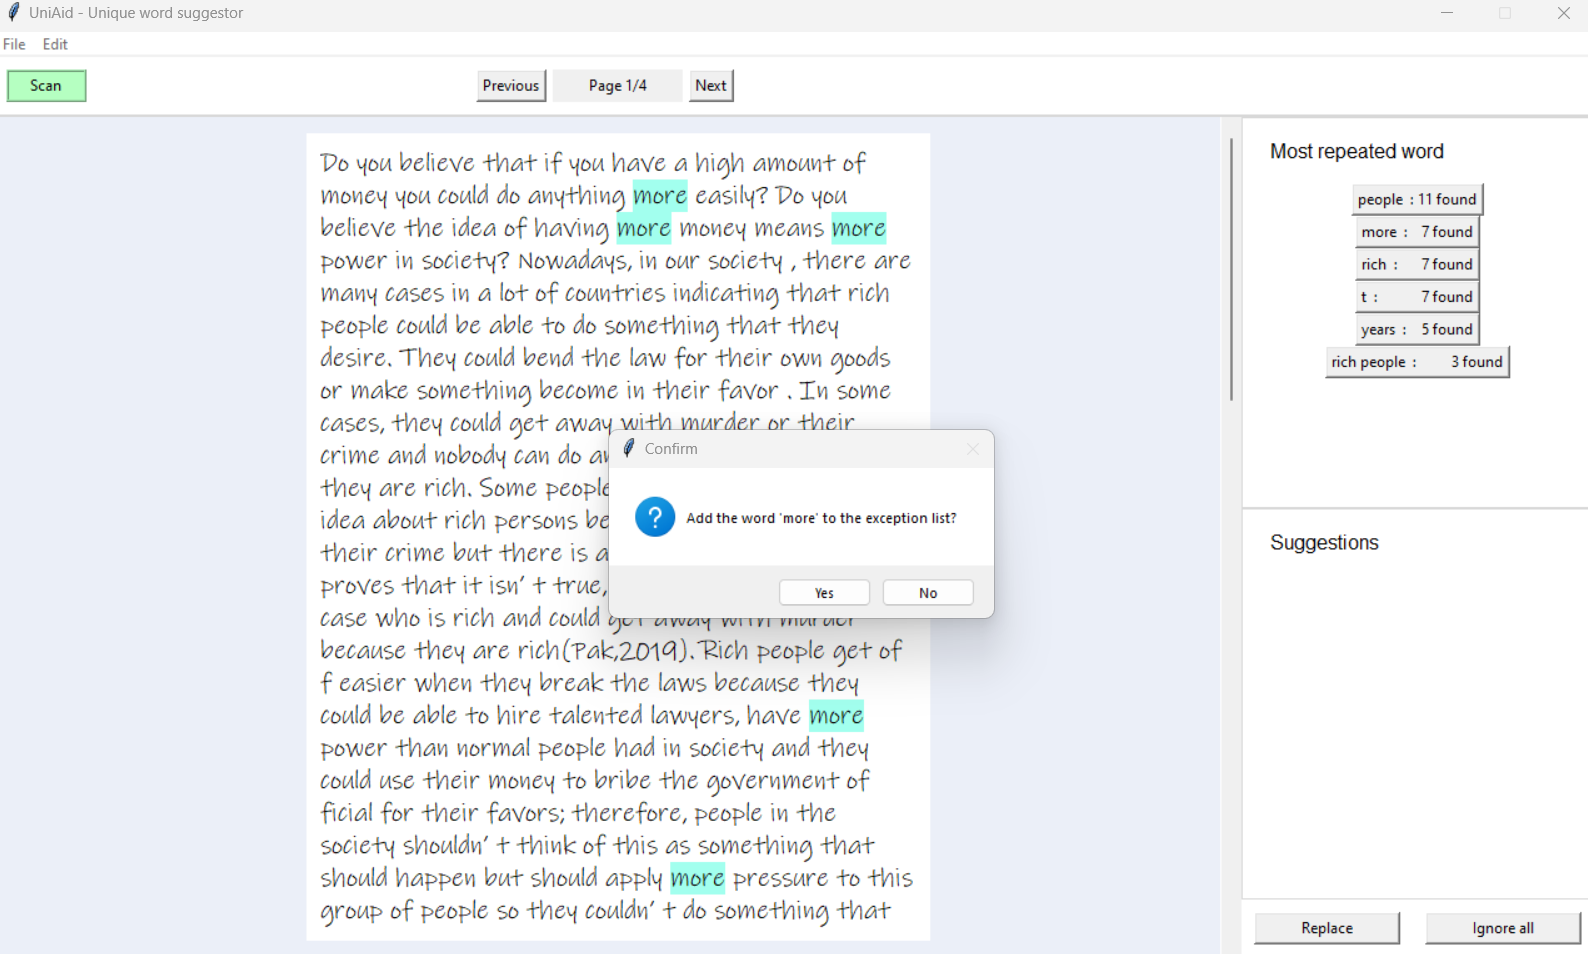 UniAid - Unique word suggestor
File Edit
Scan
Previous Page 1/4 Next
Do you believe that if you have a high amount of
money you could do anything more easily? Do you
believe the idea of having more money means more
power in society? Nowadays, in our society , there are
many cases in a lot of countries indicating that rich
people could be able to do something that they
desire. They could bend the law for their own goods
or make something become in their favor . In some
cases, they could get away with murder or their
crime and nobody can do
they are rich. Some people
idea about rich persons
their crime but there is
proves that it isn' t true,
case who is rich and could get away with murder
because they are rich(Pak,2019). Rich people get of
f easier when they break the laws because they
could be able to hire talented lawyers, have more
power than normal people had in society and they
could use their money to bribe the government of
ficial for their favors; therefore, people in the
society shouldn' t think of this as something that
should happen but should apply more pressure to this
group of people so they couldn' t do something that
Confirm
Add the word 'more' to the exception list?
Yes No
Most repeated word
people : 11 found
more : 7 found
rich : 7 found
t : 7 found
years : 5 found
rich people : 3 found
Suggestions
Replace Ignore all